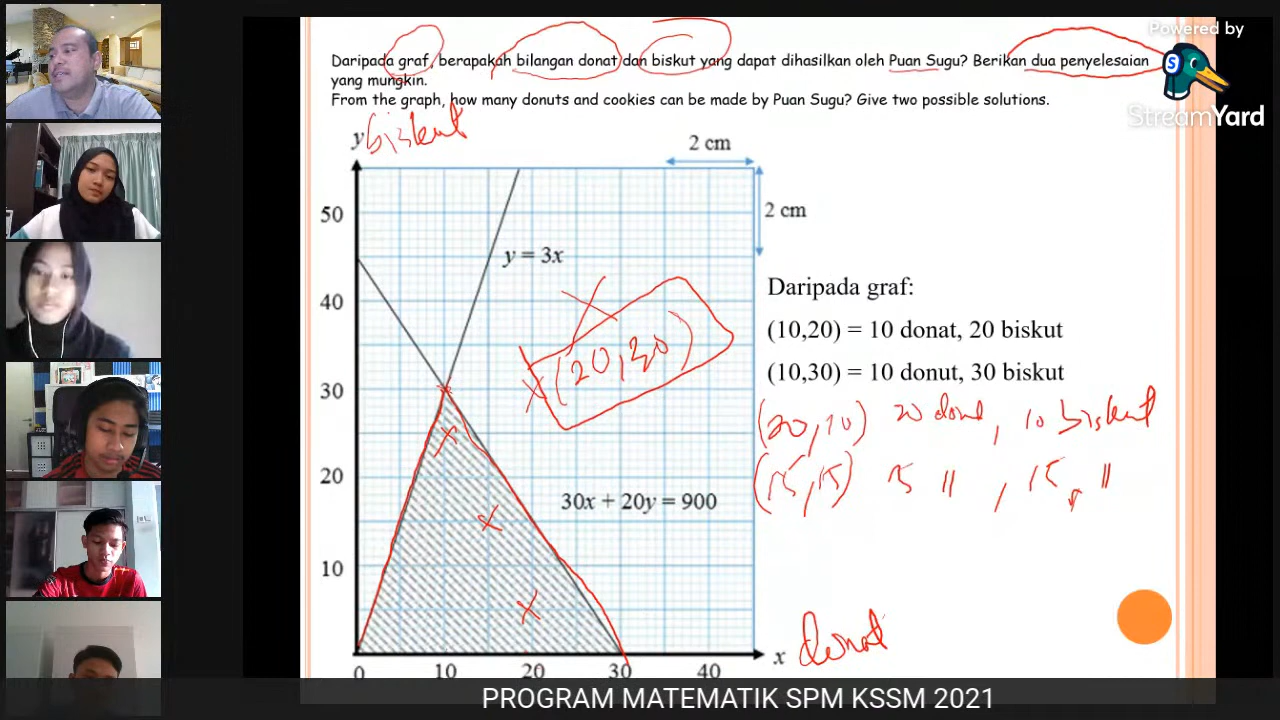 Powered by
StreamYard
Daripada graf, berapakah bilangan donat dan biskut yang dapat dihasilkan oleh Puan Sugu? Berikan dua penyelesaian
yang mungkin.
From the graph, how many donuts and cookies can be made by Puan Sugu? Give two possible solutions.
y biskut
2 cm
50
2 cm
y = 3x
40
Daripada graf:
(10,20) = 10 donat, 20 biskut
(20,30)
(10,30) = 10 donut, 30 biskut
30
(20,10) 20 donat, 10 biskut
(15,15) 15 〃, 15 〃
20
30x + 20y = 900
10
x donat
0 10 20 30 40
PROGRAM MATEMATIK SPM KSSM 2021